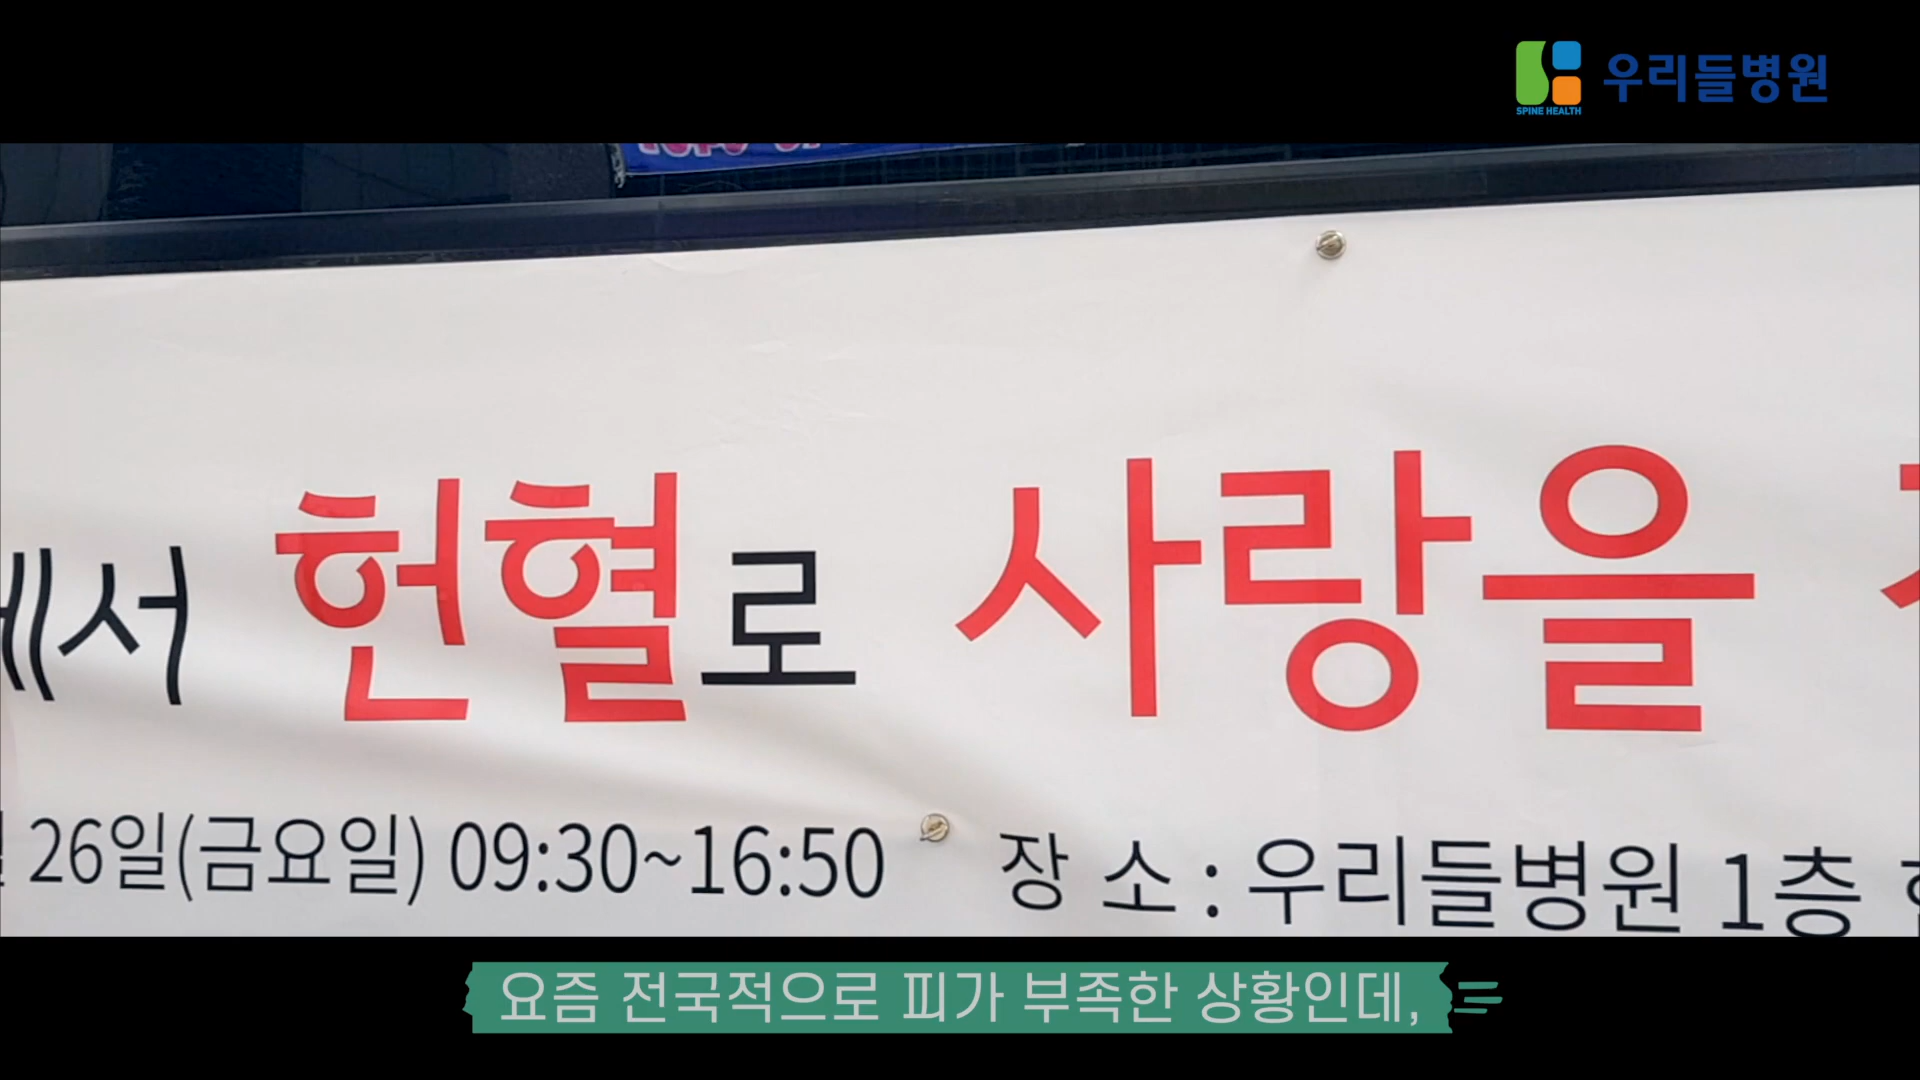 SPINE HEALTH
우리들병원
에서 헌혈로 사랑을
26일(금요일) 09:30~16:50 장 소 : 우리들병원 1층
요즘 전국적으로 피가 부족한 상황인데,